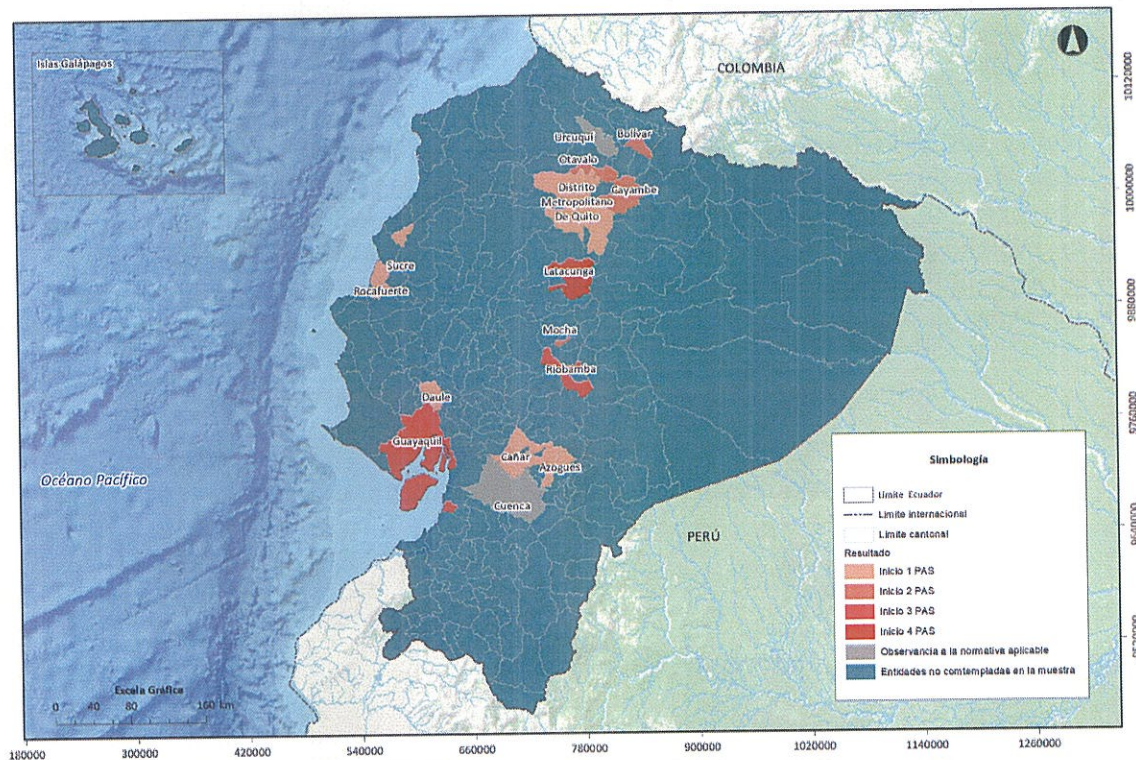 Islas Galápagos
COLOMBIA
Urcuquí
Bolívar
Otavalo
Distrito
Metropolitano
De Quito
Cayambe
Sucre
Rocafuerte
Latacunga
Mocha
Riobamba
Daule
Guayaquil
Cañar
Azogues
Cuenca
Océano Pacífico
PERÚ
Simbología
Límite Ecuador
Límite internacional
Límite cantonal
Resultado
Inicio 1 PAS
Inicio 2 PAS
Inicio 3 PAS
Inicio 4 PAS
Observancia a la normativa aplicable
Entidades no comtempladas en la muestra
Escala Gráfica
0 40 80 160 km
180000 300000 420000 540000 660000 780000 900000 1020000 1140000 1260000
10120000
10000000
9880000
9760000
9640000